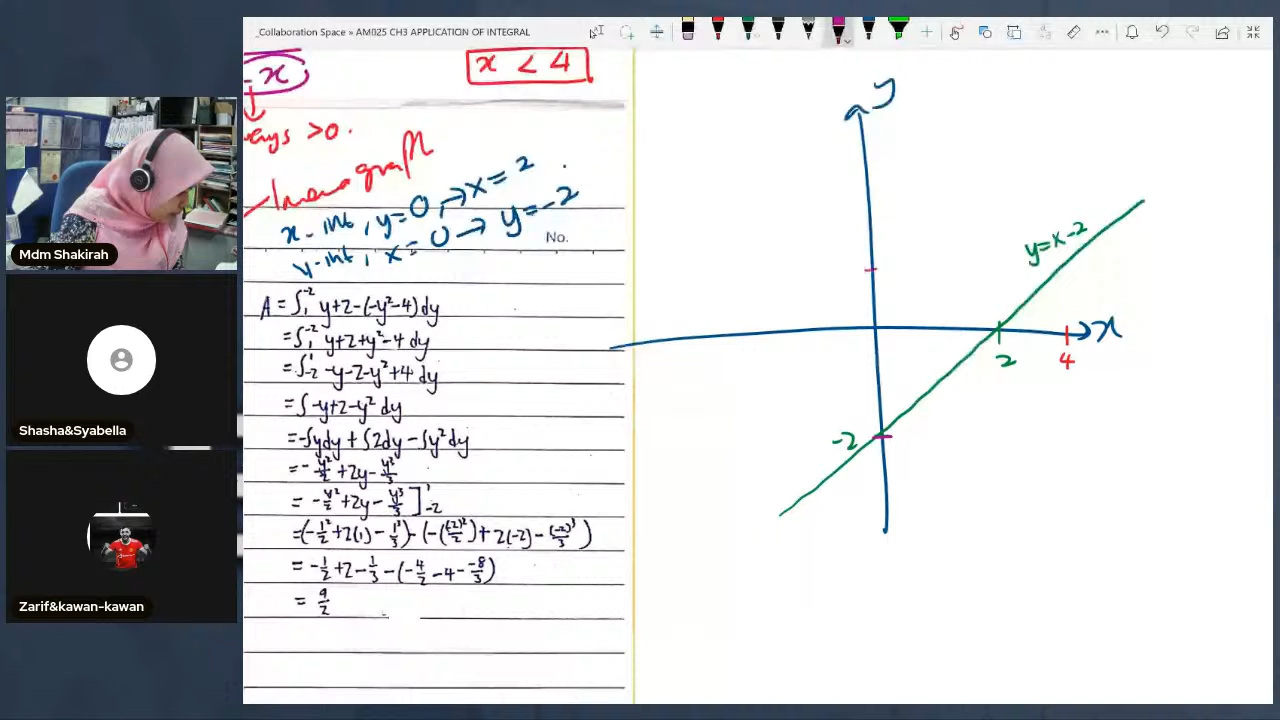 Collaboration Space » AM025 CH3 APPLICATION OF INTEGRAL
-x
x < 4
>0.
graph
x-int, y=0, → x=2
y-int, x=0 → y=-2
No.
A = ∫₁⁻² y+2-(-y²-4) dy
= ∫₁⁻² y+2+y²-4 dy
= ∫₋₂¹ -y-2-y²+4 dy
= ∫ -y+2-y² dy
= -∫y dy + ∫2 dy - ∫y² dy
= -y²/2 + 2y - y²/3
= -y²/2 + 2y - y³/3 ]₋₂¹
= (-1²/2 + 2(1) - 1³/3) - (-((-2)²/2) + 2(-2) - (-2)³/3)
= -1/2 + 2 - 1/3 - (-4/2 - 4 - -8/3)
= 9/2
y
y=x-2
x
2
4
-2
Mdm Shakirah
Shasha&Syabella
Zarif&kawan-kawan